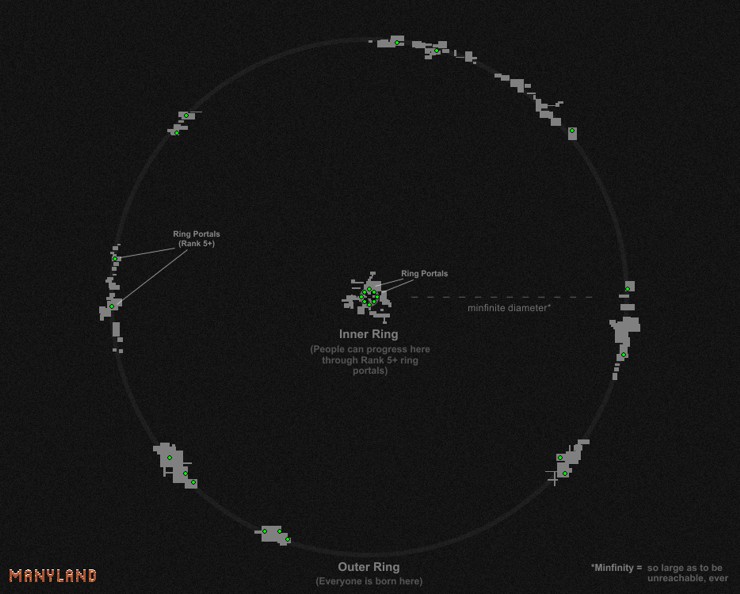 Ring Portals
(Rank 5+)
Ring Portals
minfinite diameter*
Inner Ring
(People can progress here
through Rank 5+ ring
portals)
Outer Ring
(Everyone is born here)
MANYLAND
*Minfinity = so large as to be
unreachable, ever